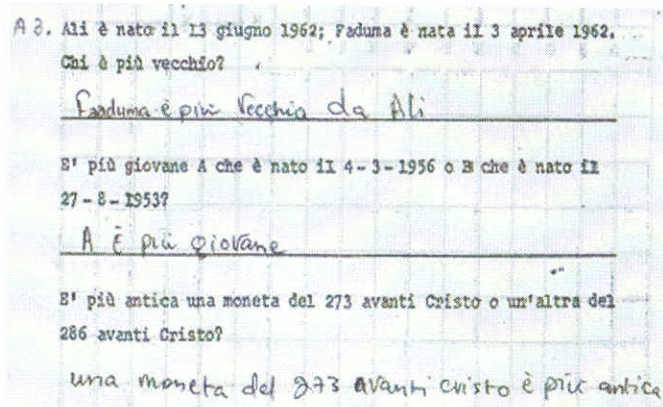 A 3. Ali è nato il 13 giugno 1962; Faduma è nata il 3 aprile 1962.
Chi è più vecchio?
Faaduma è più Vecchia da Ali
E' più giovane A che è nato il 4-3-1956 o B che è nato il
27-8-1953?
A È più giovane
E' più antica una moneta del 273 avanti Cristo o un'altra del
286 avanti Cristo?
una moneta del 273 avanti cristo è più antica